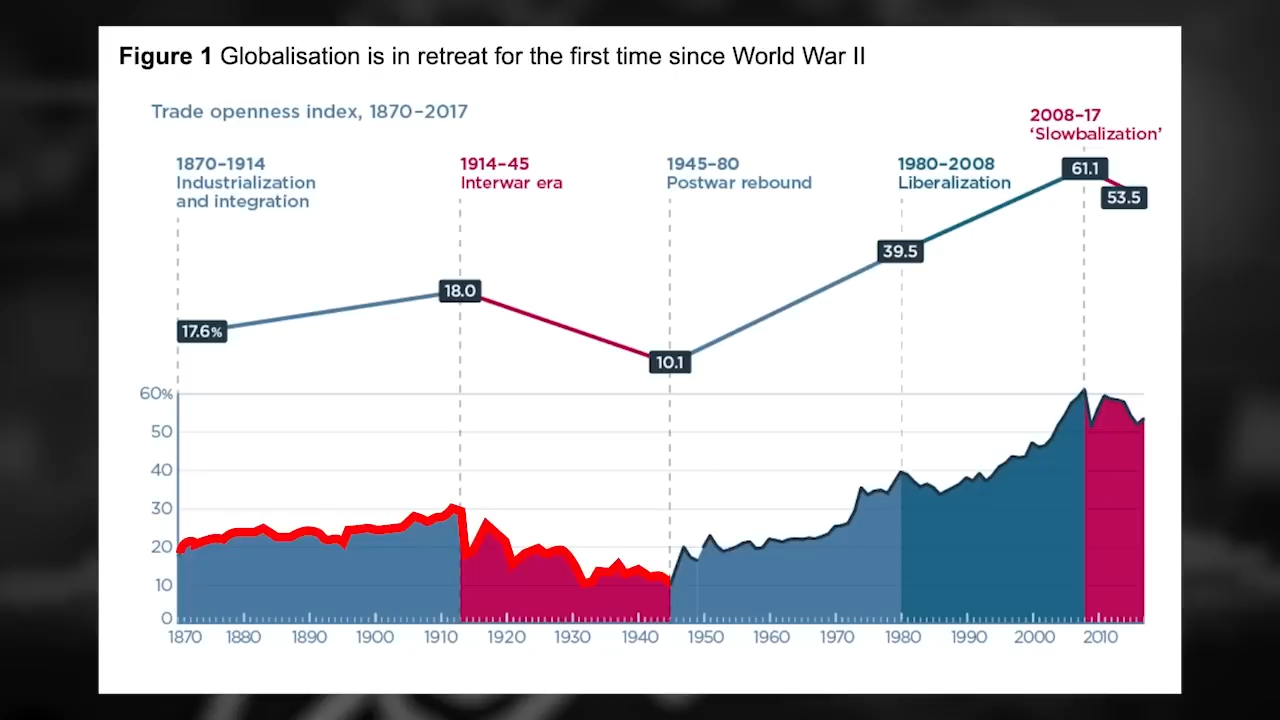 Figure 1 Globalisation is in retreat for the first time since World War II
Trade openness index, 1870–2017
2008–17
'Slowbalization'
1870–1914
Industrialization
and integration
1914–45
Interwar era
1945–80
Postwar rebound
1980–2008
Liberalization
61.1
53.5
39.5
18.0
17.6%
10.1
60%
50
40
30
20
10
0
1870 1880 1890 1900 1910 1920 1930 1940 1950 1960 1970 1980 1990 2000 2010